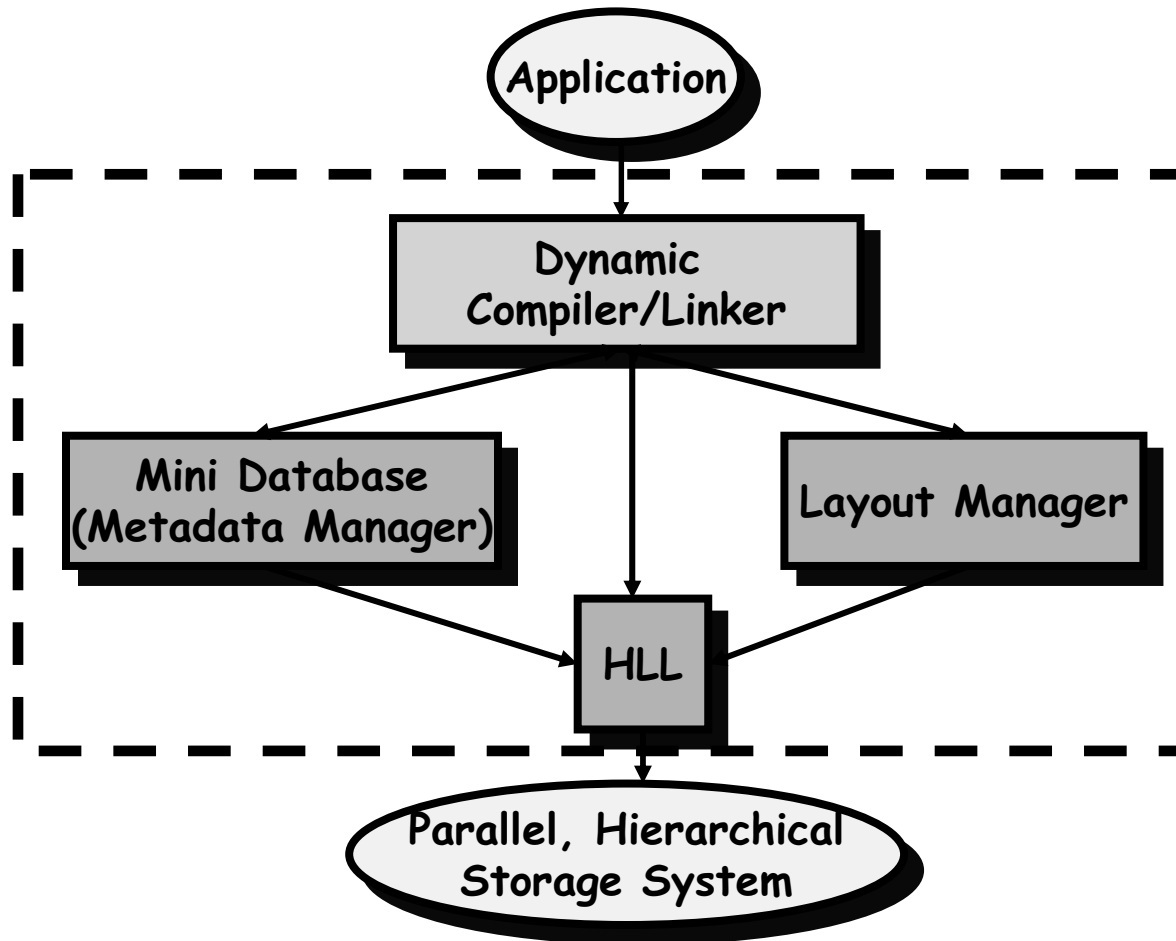 Application
Dynamic
Compiler/Linker
Mini Database
(Metadata Manager)
Layout Manager
HLL
Parallel, Hierarchical
Storage System